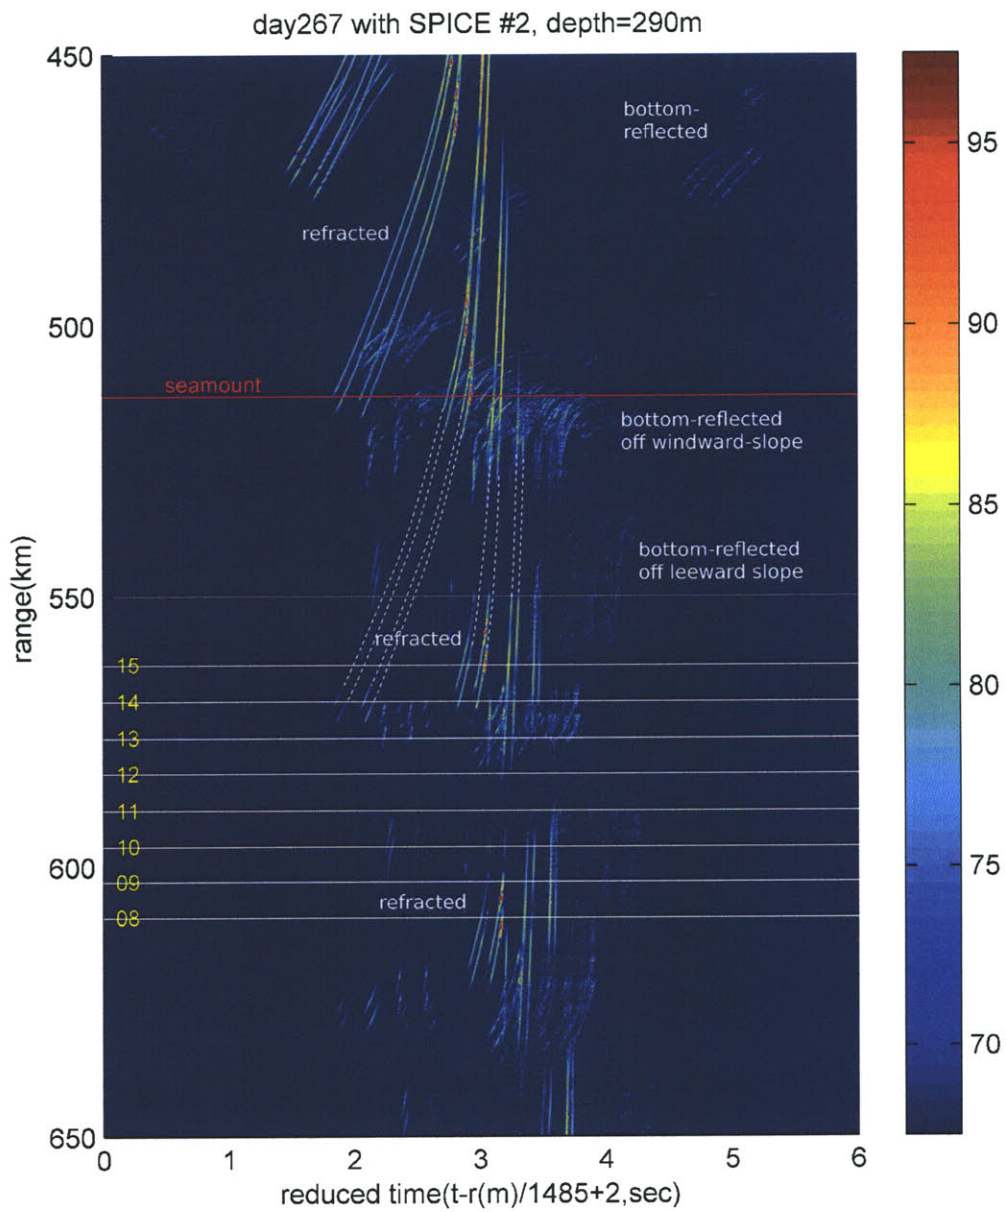 day267 with SPICE #2, depth=290m
450
bottom-
reflected
95
refracted
90
500
seamount
bottom-reflected
off windward-slope
85
bottom-reflected
off leeward slope
550
range(km)
refracted
15
80
14
13
12
11
75
10
600
09
refracted
08
70
650
0 1 2 3 4 5 6
reduced time(t-r(m)/1485+2,sec)